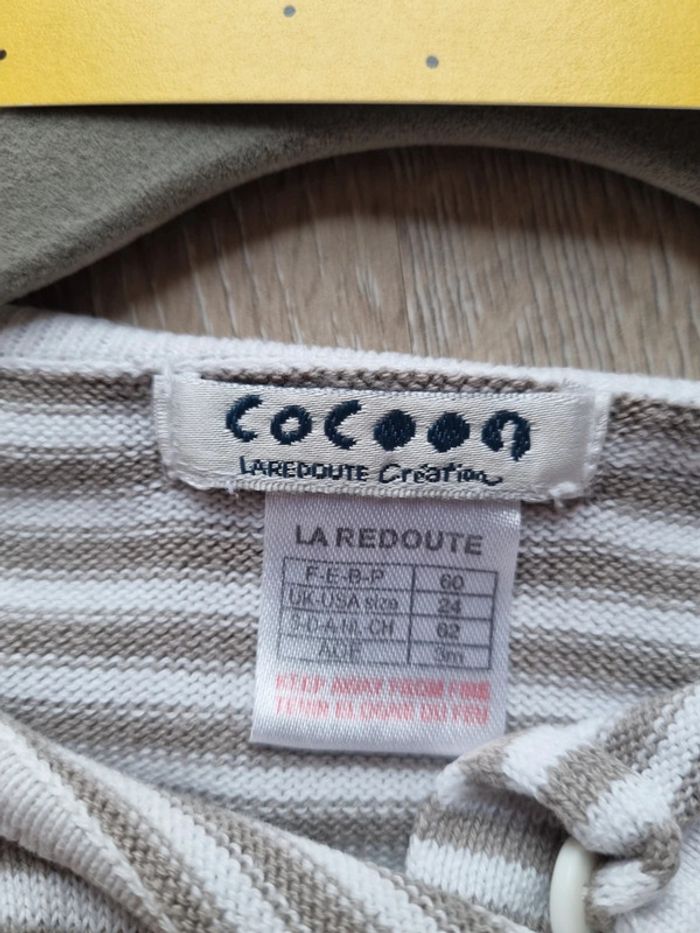 cocoon
LAREDOUTE Création
LA REDOUTE
F-E-B-P 60
UK-USA size 24
S-D-A-NL CH 62
AGE 3m
KEEP AWAY FROM FIRE
TENIR ELOIGNE DU FEU